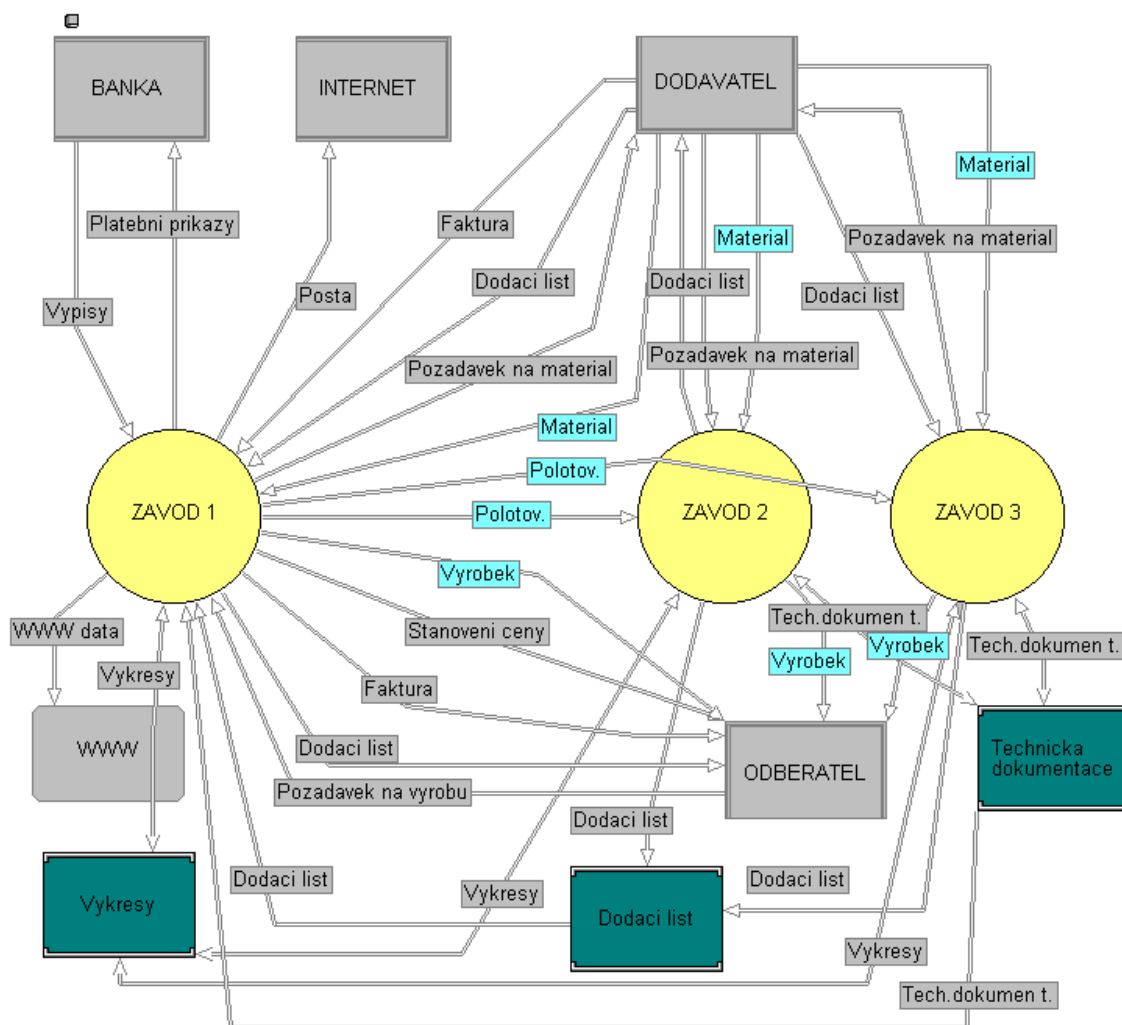 BANKA
INTERNET
DODAVATEL
Material
Platebni prikazy
Faktura
Material
Pozadavek na material
Dodaci list
Dodaci list
Posta
Dodaci list
Vypisy
Pozadavek na material
Pozadavek na material
Material
Polotov.
ZAVOD 1
Polotov.
ZAVOD 2
ZAVOD 3
Vyrobek
WWW data
Stanoveni ceny
Tech.dokumen t.
Vyrobek
Tech.dokumen t.
Vyrobek
Vykresy
Faktura
WWW
Dodaci list
Technicka
dokumentace
Pozadavek na vyrobu
ODBERATEL
Dodaci list
Dodaci list
Dodaci list
Vykresy
Vykresy
Dodaci list
Vykresy
Tech.dokumen t.